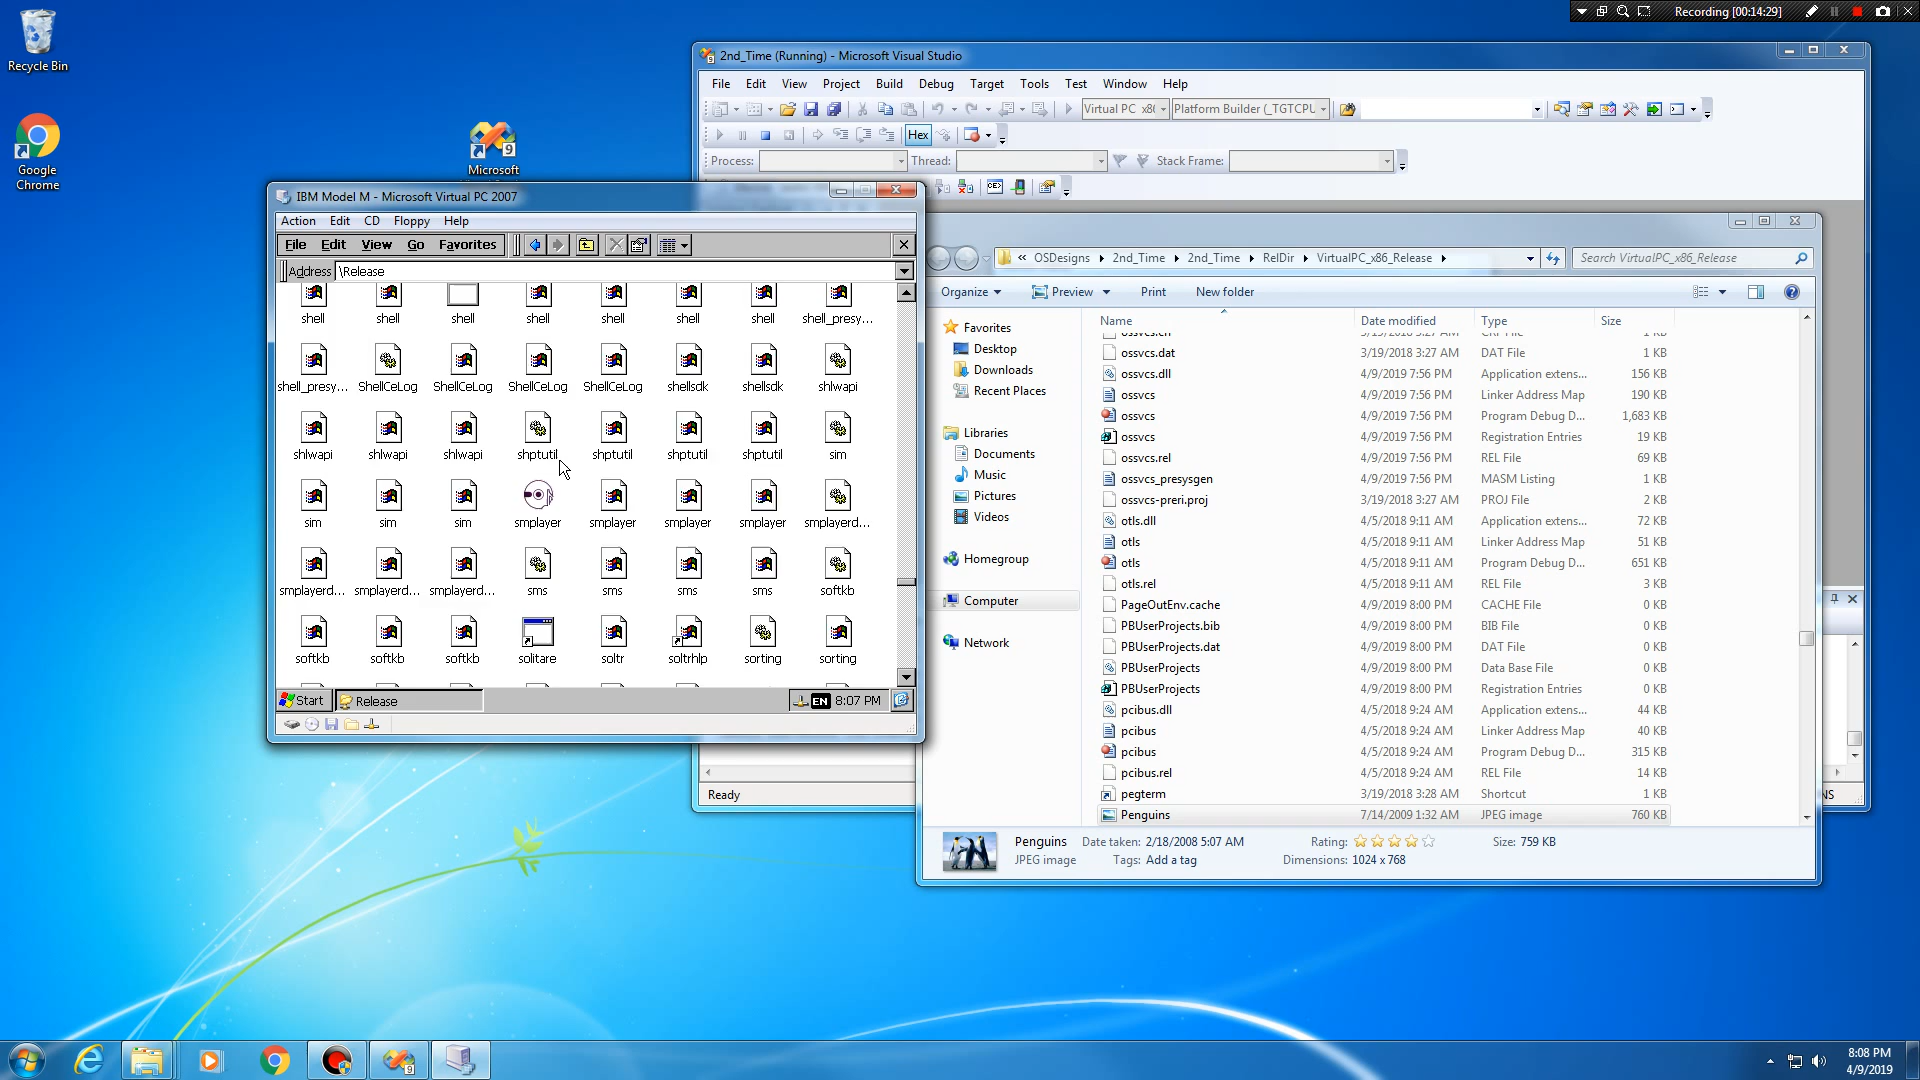 Recording [00:14:29]
Recycle Bin
Google
Chrome
Microsoft
2nd_Time (Running) - Microsoft Visual Studio
File Edit View Project Build Debug Target Tools Test Window Help
Virtual PC x86 Platform Builder (_TGTCPU
Hex
Process: Thread: Stack Frame:
Ready
IBM Model M - Microsoft Virtual PC 2007
Action Edit CD Floppy Help
File Edit View Go Favorites
Address \Release
shell shell shell shell shell shell shell shell_presy...
shell_presy... ShellCeLog ShellCeLog ShellCeLog ShellCeLog shellsdk shellsdk shlwapi
shlwapi shlwapi shlwapi shptutil shptutil shptutil shptutil sim
sim sim sim smplayer smplayer smplayer smplayer smplayerd...
smplayerd... smplayerd... smplayerd... sms sms sms sms softkb
softkb softkb softkb solitare soltr soltrhlp sorting sorting
Start Release EN 8:07 PM
« OSDesigns 2nd_Time 2nd_Time RelDir VirtualPC_x86_Release Search VirtualPC_x86_Release
Organize Preview Print New folder
Favorites
Desktop
Downloads
Recent Places
Libraries
Documents
Music
Pictures
Videos
Homegroup
Computer
Network
Name Date modified Type Size
ossvcs.dat 3/19/2018 3:27 AM DAT File 1 KB
ossvcs.dll 4/9/2019 7:56 PM Application extens... 156 KB
ossvcs 4/9/2019 7:56 PM Linker Address Map 190 KB
ossvcs 4/9/2019 7:56 PM Program Debug D... 1,683 KB
ossvcs 4/9/2019 7:56 PM Registration Entries 19 KB
ossvcs.rel 4/9/2019 7:56 PM REL File 69 KB
ossvcs_presysgen 4/9/2019 7:56 PM MASM Listing 1 KB
ossvcs-preri.proj 3/19/2018 3:27 AM PROJ File 2 KB
otls.dll 4/5/2018 9:11 AM Application extens... 72 KB
otls 4/5/2018 9:11 AM Linker Address Map 51 KB
otls 4/5/2018 9:11 AM Program Debug D... 651 KB
otls.rel 4/5/2018 9:11 AM REL File 3 KB
PageOutEnv.cache 4/9/2019 8:00 PM CACHE File 0 KB
PBUserProjects.bib 4/9/2019 8:00 PM BIB File 0 KB
PBUserProjects.dat 4/9/2019 8:00 PM DAT File 0 KB
PBUserProjects 4/9/2019 8:00 PM Data Base File 0 KB
PBUserProjects 4/9/2019 8:00 PM Registration Entries 0 KB
pcibus.dll 4/5/2018 9:24 AM Application extens... 44 KB
pcibus 4/5/2018 9:24 AM Linker Address Map 40 KB
pcibus 4/5/2018 9:24 AM Program Debug D... 315 KB
pcibus.rel 4/5/2018 9:24 AM REL File 14 KB
pegterm 3/19/2018 3:28 AM Shortcut 1 KB
Penguins 7/14/2009 1:32 AM JPEG image 760 KB
Penguins Date taken: 2/18/2008 5:07 AM Rating: Size: 759 KB
JPEG image Tags: Add a tag Dimensions: 1024 x 768
NS
8:08 PM
4/9/2019